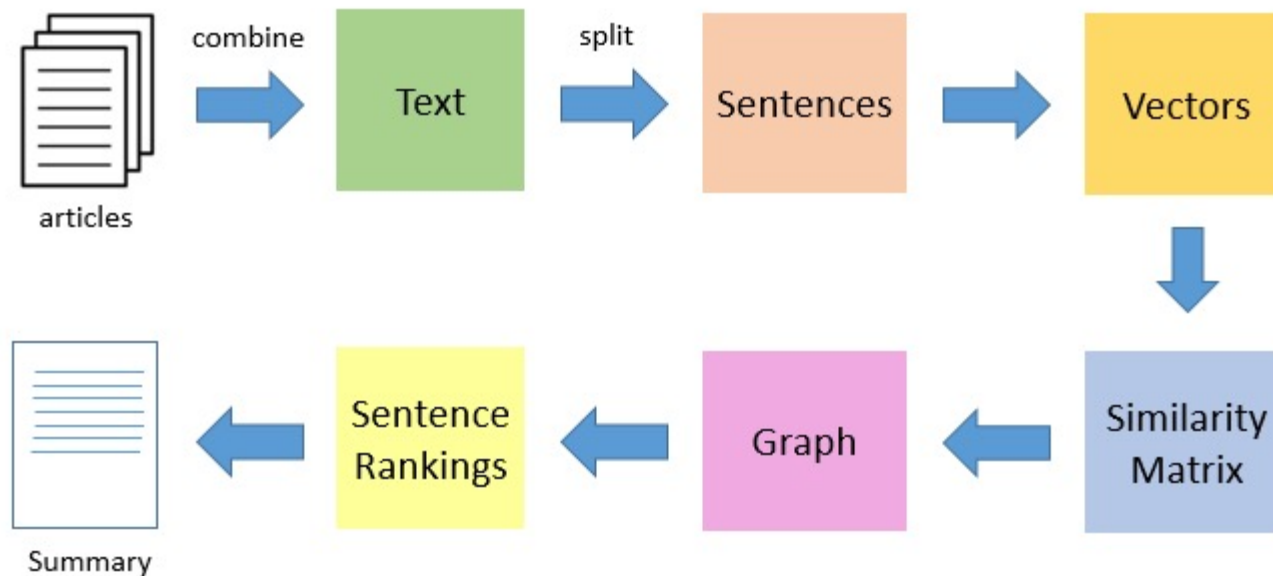 combine
split
Text
Sentences
Vectors
articles
Sentence
Rankings
Graph
Similarity
Matrix
Summary